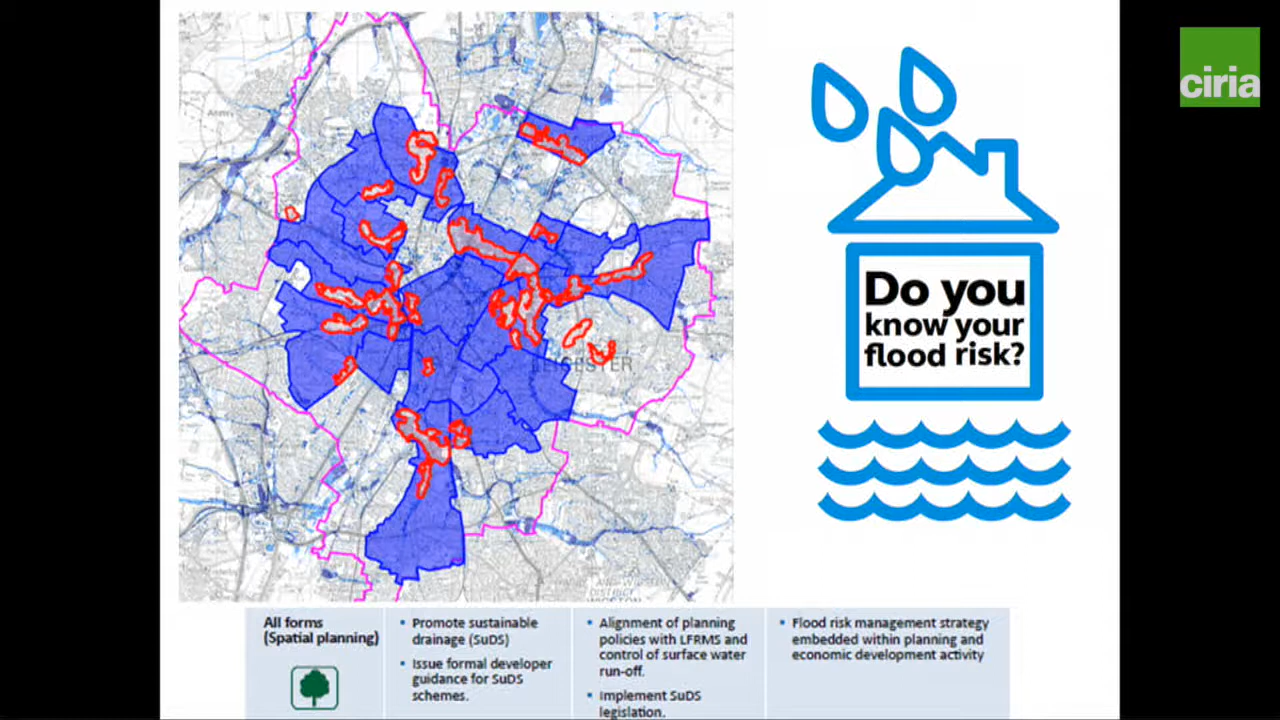 ciria
LEICESTER
DISTRICT
WIGSTON
Do you
know your
flood risk?
All forms
(Spatial planning)
• Promote sustainable
drainage (SuDS)
• Issue formal developer
guidance for SuDS
schemes.
• Alignment of planning
policies with LFRMS and
control of surface water
run-off.
• Implement SuDS
legislation.
• Flood risk management strategy
embedded within planning and
economic development activity